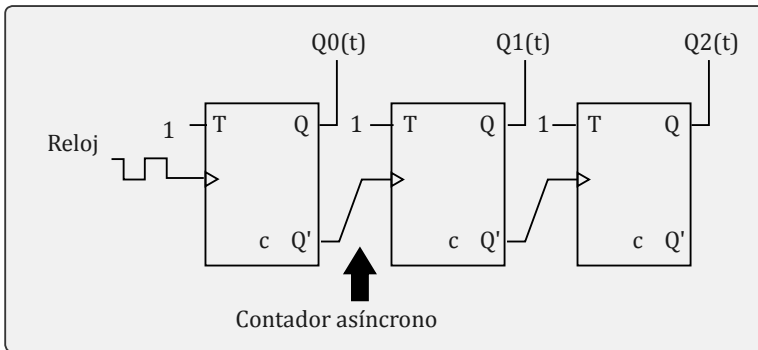 Q0(t) Q1(t) Q2(t)
1 T Q 1 T Q 1 T Q
Reloj
c Q' c Q' c Q'
Contador asíncrono